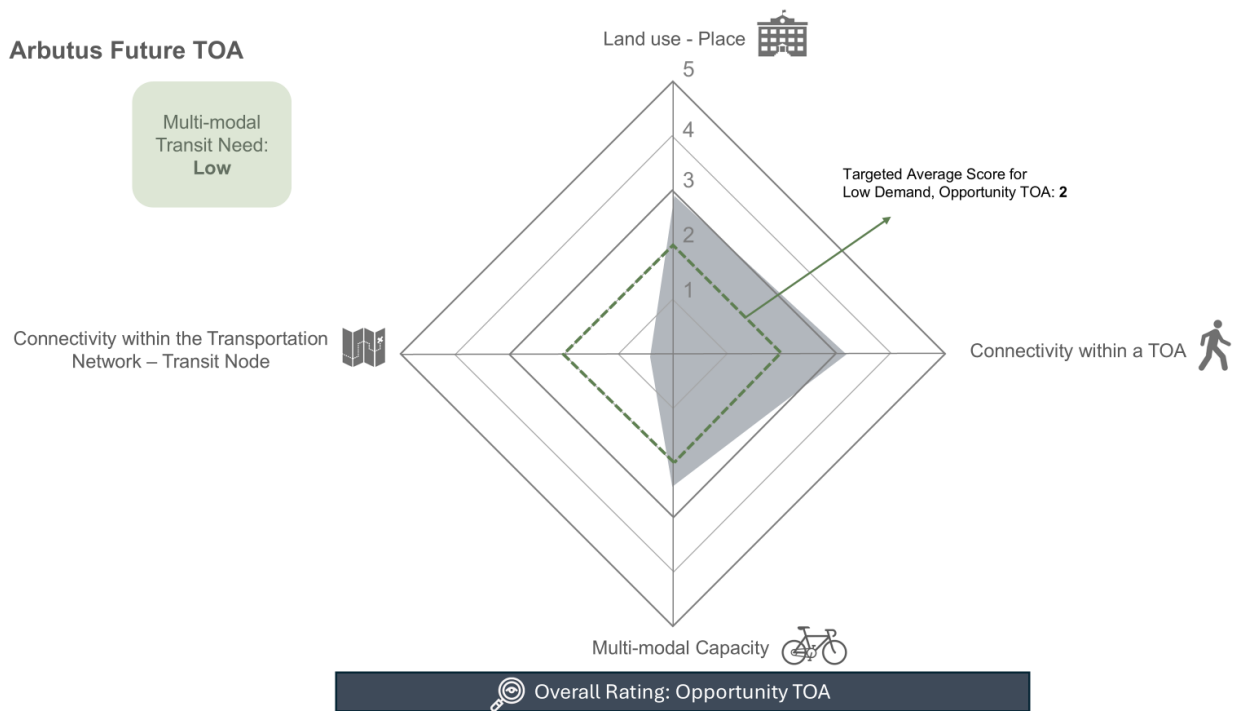 Arbutus Future TOA
Multi-modal
Transit Need:
Low
Land use - Place
5
4
3
2
1
Targeted Average Score for
Low Demand, Opportunity TOA: 2
Connectivity within the Transportation
Network – Transit Node
Connectivity within a TOA
Multi-modal Capacity
Overall Rating: Opportunity TOA